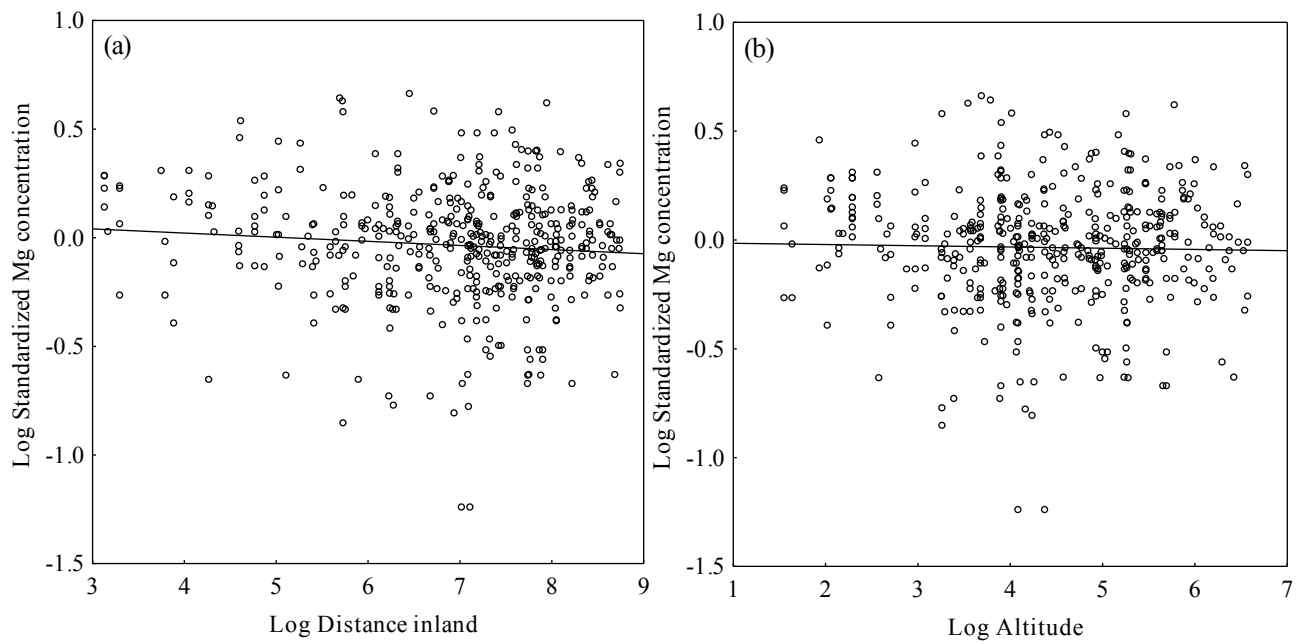 (a)
1.0
0.5
0.0
-0.5
-1.0
-1.5
Log Standardized Mg concentration
3 4 5 6 7 8 9
Log Distance inland
(b)
1.0
0.5
0.0
-0.5
-1.0
-1.5
Log Standardized Mg concentration
1 2 3 4 5 6 7
Log Altitude